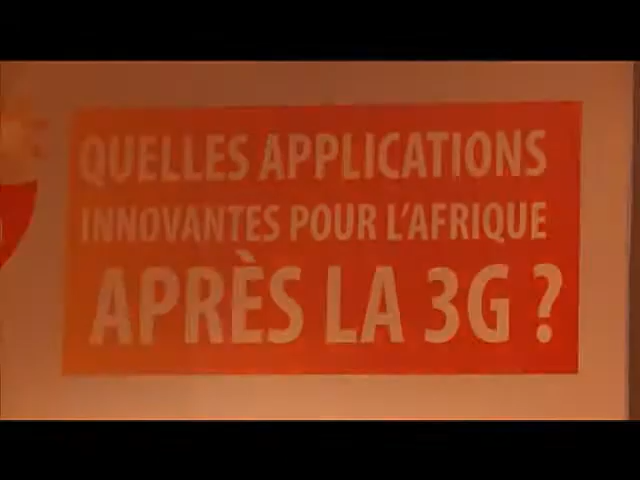 QUELLES APPLICATIONS
INNOVANTES POUR L'AFRIQUE
APRÈS LA 3G ?